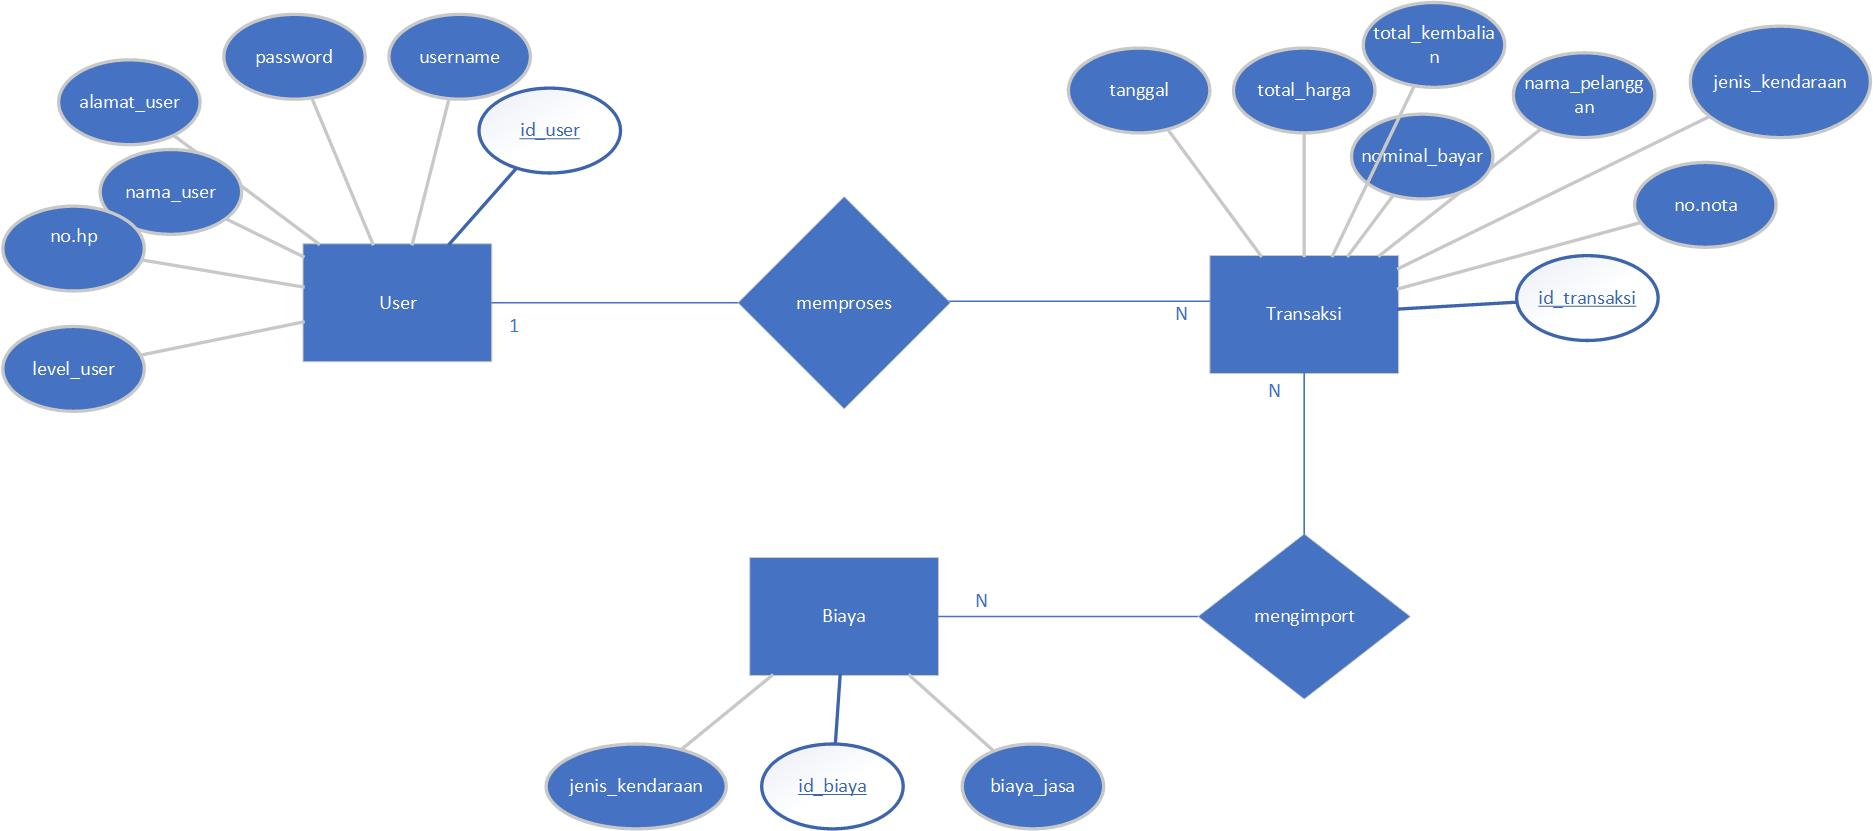 password
username
alamat_user
id_user
nama_user
no.hp
User
level_user
1
memproses
N
tanggal
total_harga
total_kembalia
n
nominal_bayar
nama_pelangg
an
jenis_kendaraan
no.nota
id_transaksi
Transaksi
N
mengimport
N
Biaya
jenis_kendaraan
id_biaya
biaya_jasa